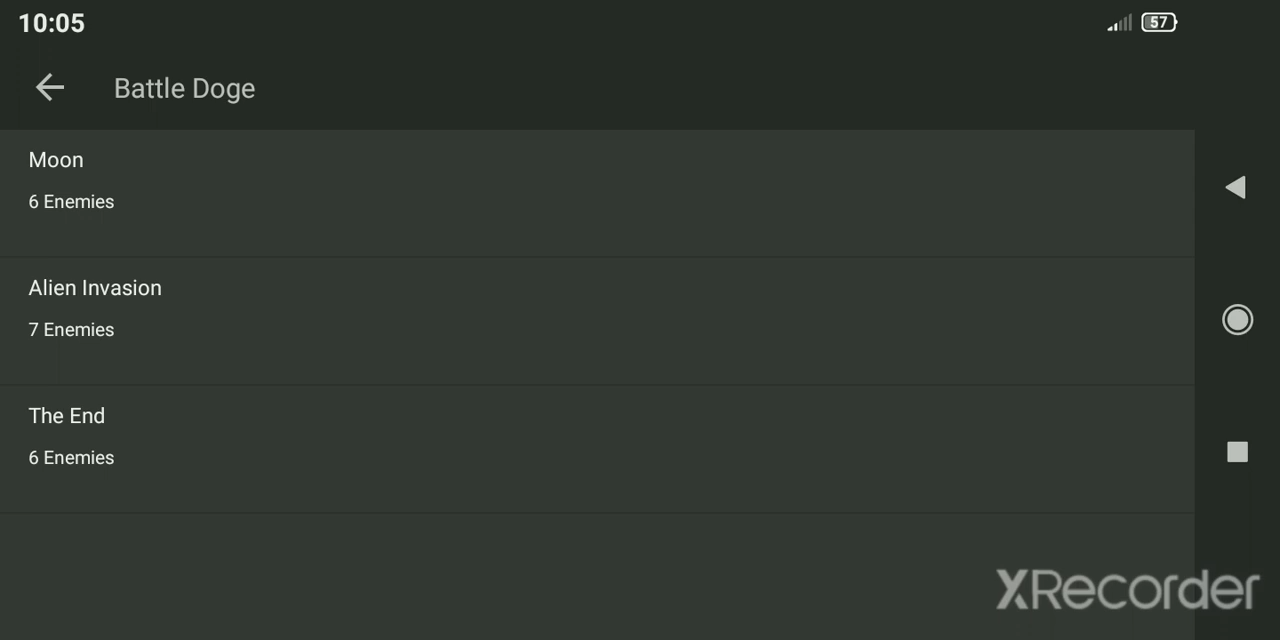 10:05
57
Battle Doge
Moon
6 Enemies
Alien Invasion
7 Enemies
The End
6 Enemies
XRecorder